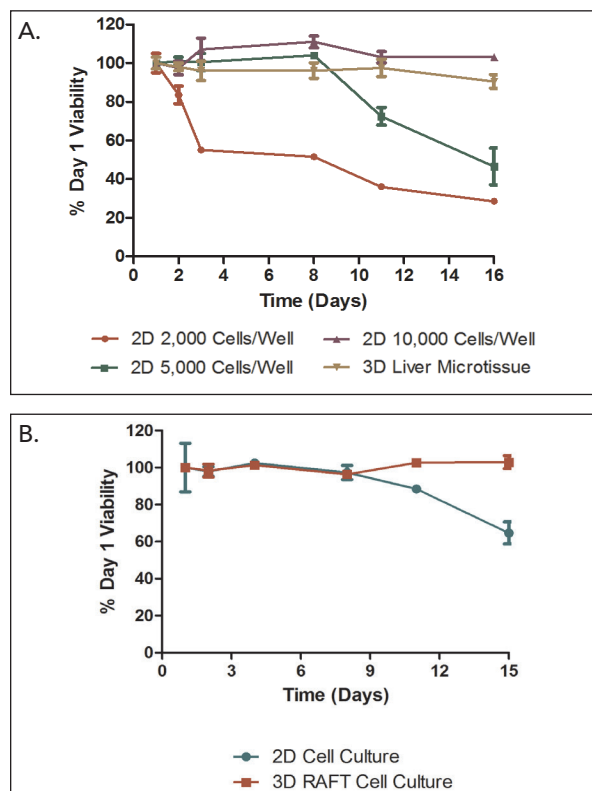 A.
120
100
80
60
40
20
0
% Day 1 Viability
0 2 4 6 8 10 12 14 16
Time (Days)
2D 2,000 Cells/Well 2D 10,000 Cells/Well
2D 5,000 Cells/Well 3D Liver Microtissue
B.
120
100
80
60
40
20
0
% Day 1 Viability
0 3 6 9 12 15
Time (Days)
2D Cell Culture
3D RAFT Cell Culture